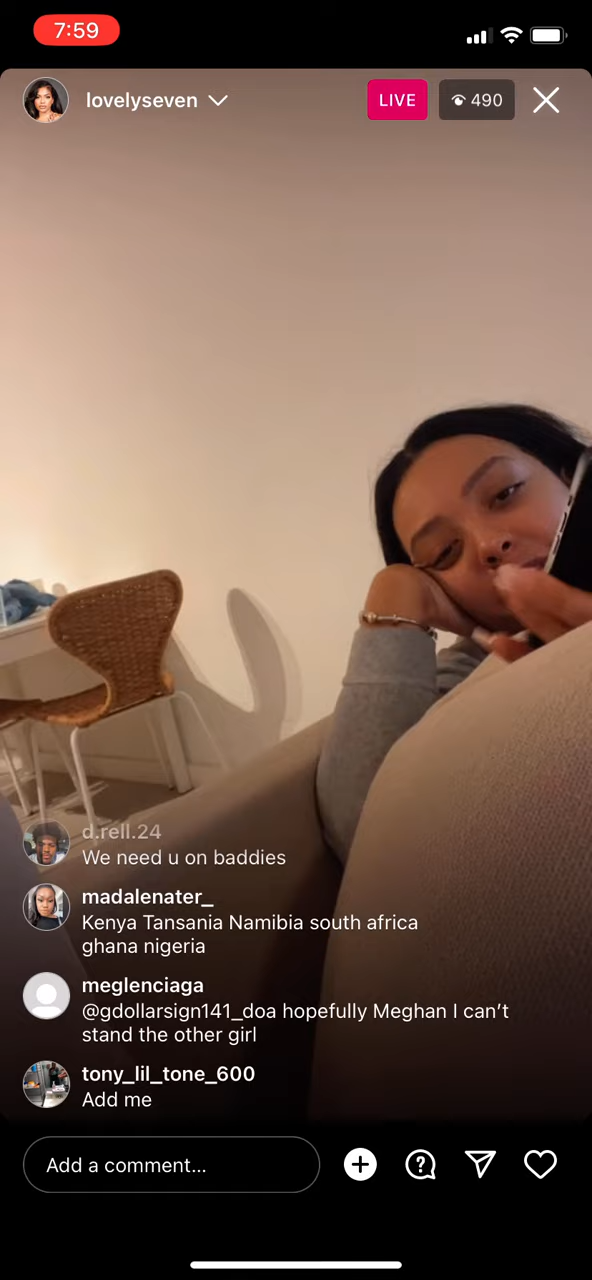 7:59
lovelyseven
LIVE
490
d.rell.24
We need u on baddies
madalenater_
Kenya Tansania Namibia south africa
ghana nigeria
meglenciaga
@gdollarsign141_doa hopefully Meghan I can’t
stand the other girl
tony_lil_tone_600
Add me
Add a comment...